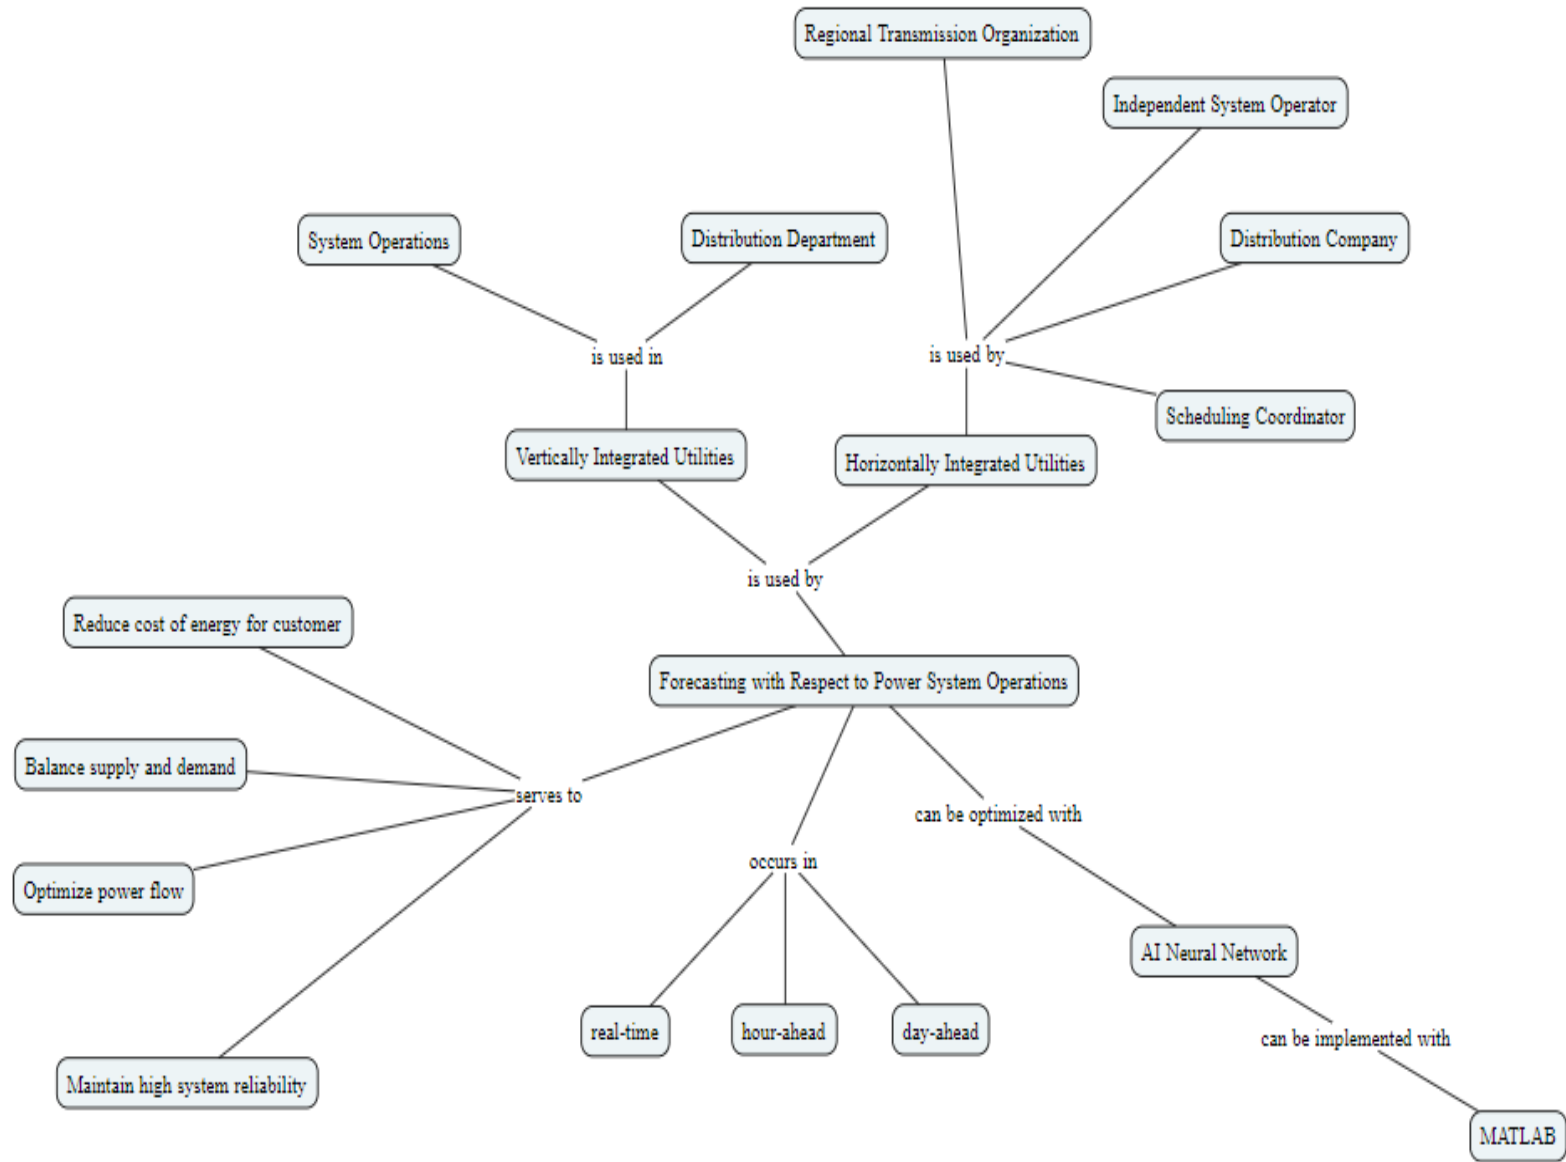 Regional Transmission Organization
Independent System Operator
System Operations
Distribution Department
Distribution Company
is used in
is used by
Scheduling Coordinator
Vertically Integrated Utilities
Horizontally Integrated Utilities
is used by
Reduce cost of energy for customer
Forecasting with Respect to Power System Operations
Balance supply and demand
serves to
can be optimized with
occurs in
Optimize power flow
AI Neural Network
real-time
hour-ahead
day-ahead
can be implemented with
Maintain high system reliability
MATLAB